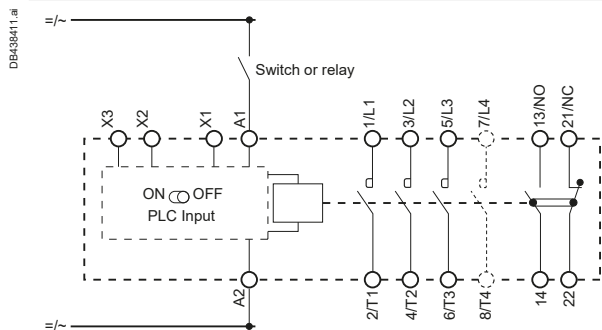 DB438411.ai
=/~
Switch or relay
X3
X2
X1
A1
1/L1
3/L2
5/L3
7/L4
13/NO
21/NC
ON OFF
PLC Input
A2
2/T1
4/T2
6/T3
8/T4
14
22
=/~